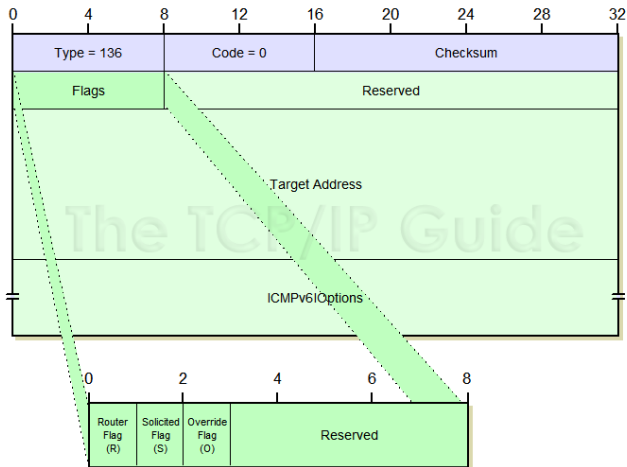 0 4 8 12 16 20 24 28 32
Type = 136 Code = 0 Checksum
Flags Reserved
Target Address
The TCP/IP Guide
ICMPv6IOptions
0 2 4 6 8
Router Flag (R)
Solicited Flag (S)
Override Flag (O)
Reserved